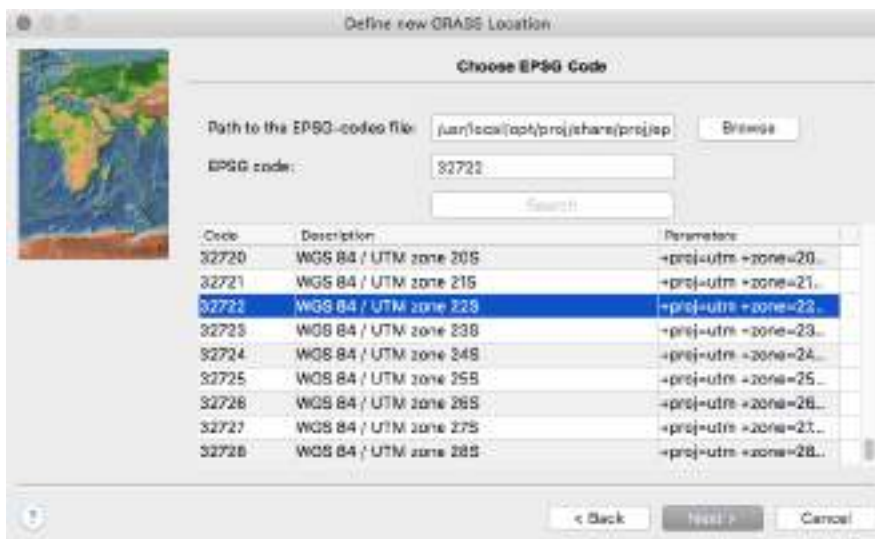 Define new GRASS Location
Choose EPSG Code
Path to the EPSG-codes file: /usr/local/opt/proj/share/proj/ep Browse
EPSG code: 32722
Search
Code Description Parameters
32720 WGS 84 / UTM zone 20S +proj=utm +zone=20...
32721 WGS 84 / UTM zone 21S +proj=utm +zone=21...
32722 WGS 84 / UTM zone 22S +proj=utm +zone=22...
32723 WGS 84 / UTM zone 23S +proj=utm +zone=23...
32724 WGS 84 / UTM zone 24S +proj=utm +zone=24...
32725 WGS 84 / UTM zone 25S +proj=utm +zone=25...
32726 WGS 84 / UTM zone 26S +proj=utm +zone=26...
32727 WGS 84 / UTM zone 27S +proj=utm +zone=27...
32728 WGS 84 / UTM zone 28S +proj=utm +zone=28...
? < Back Next > Cancel